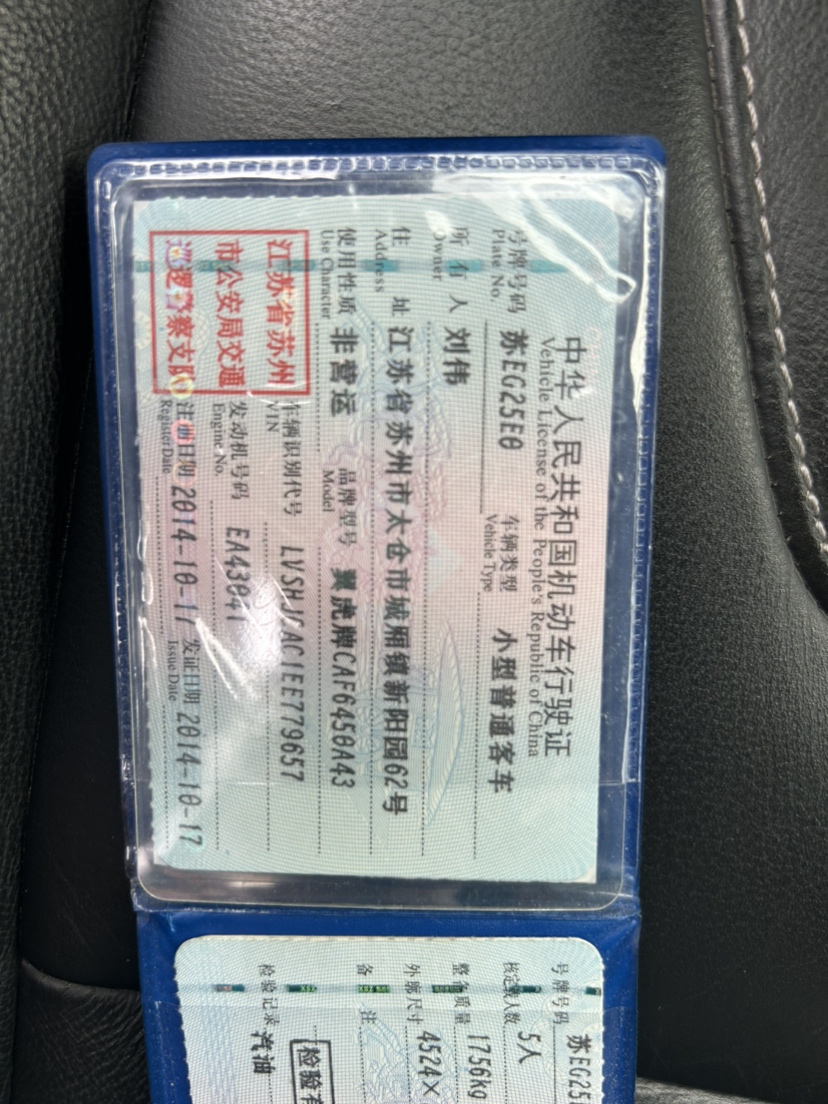 中华人民共和国机动车行驶证
Vehicle License of the People's Republic of China
号牌号码 苏EG25E0 车辆类型 小型普通客车
Plate No. Vehicle Type
所有人 刘伟
Owner
住址 江苏省苏州市太仓市城厢镇新阳园62号
Address
使用性质 非营运 品牌型号 翼虎牌CAF6450A43
Use Character Model
江苏省苏州
市公安局交通
巡逻警察支队
车辆识别代号
VIN
发动机号码 EA43041
Engine No.
注册日期 2014-10-17 发证日期 2014-10-17
Register Date Issue Date
号牌号码
核定载人数 5人
整备质量 1756kg
外廓尺寸 4524×
备注
检验记录 汽油
检验有